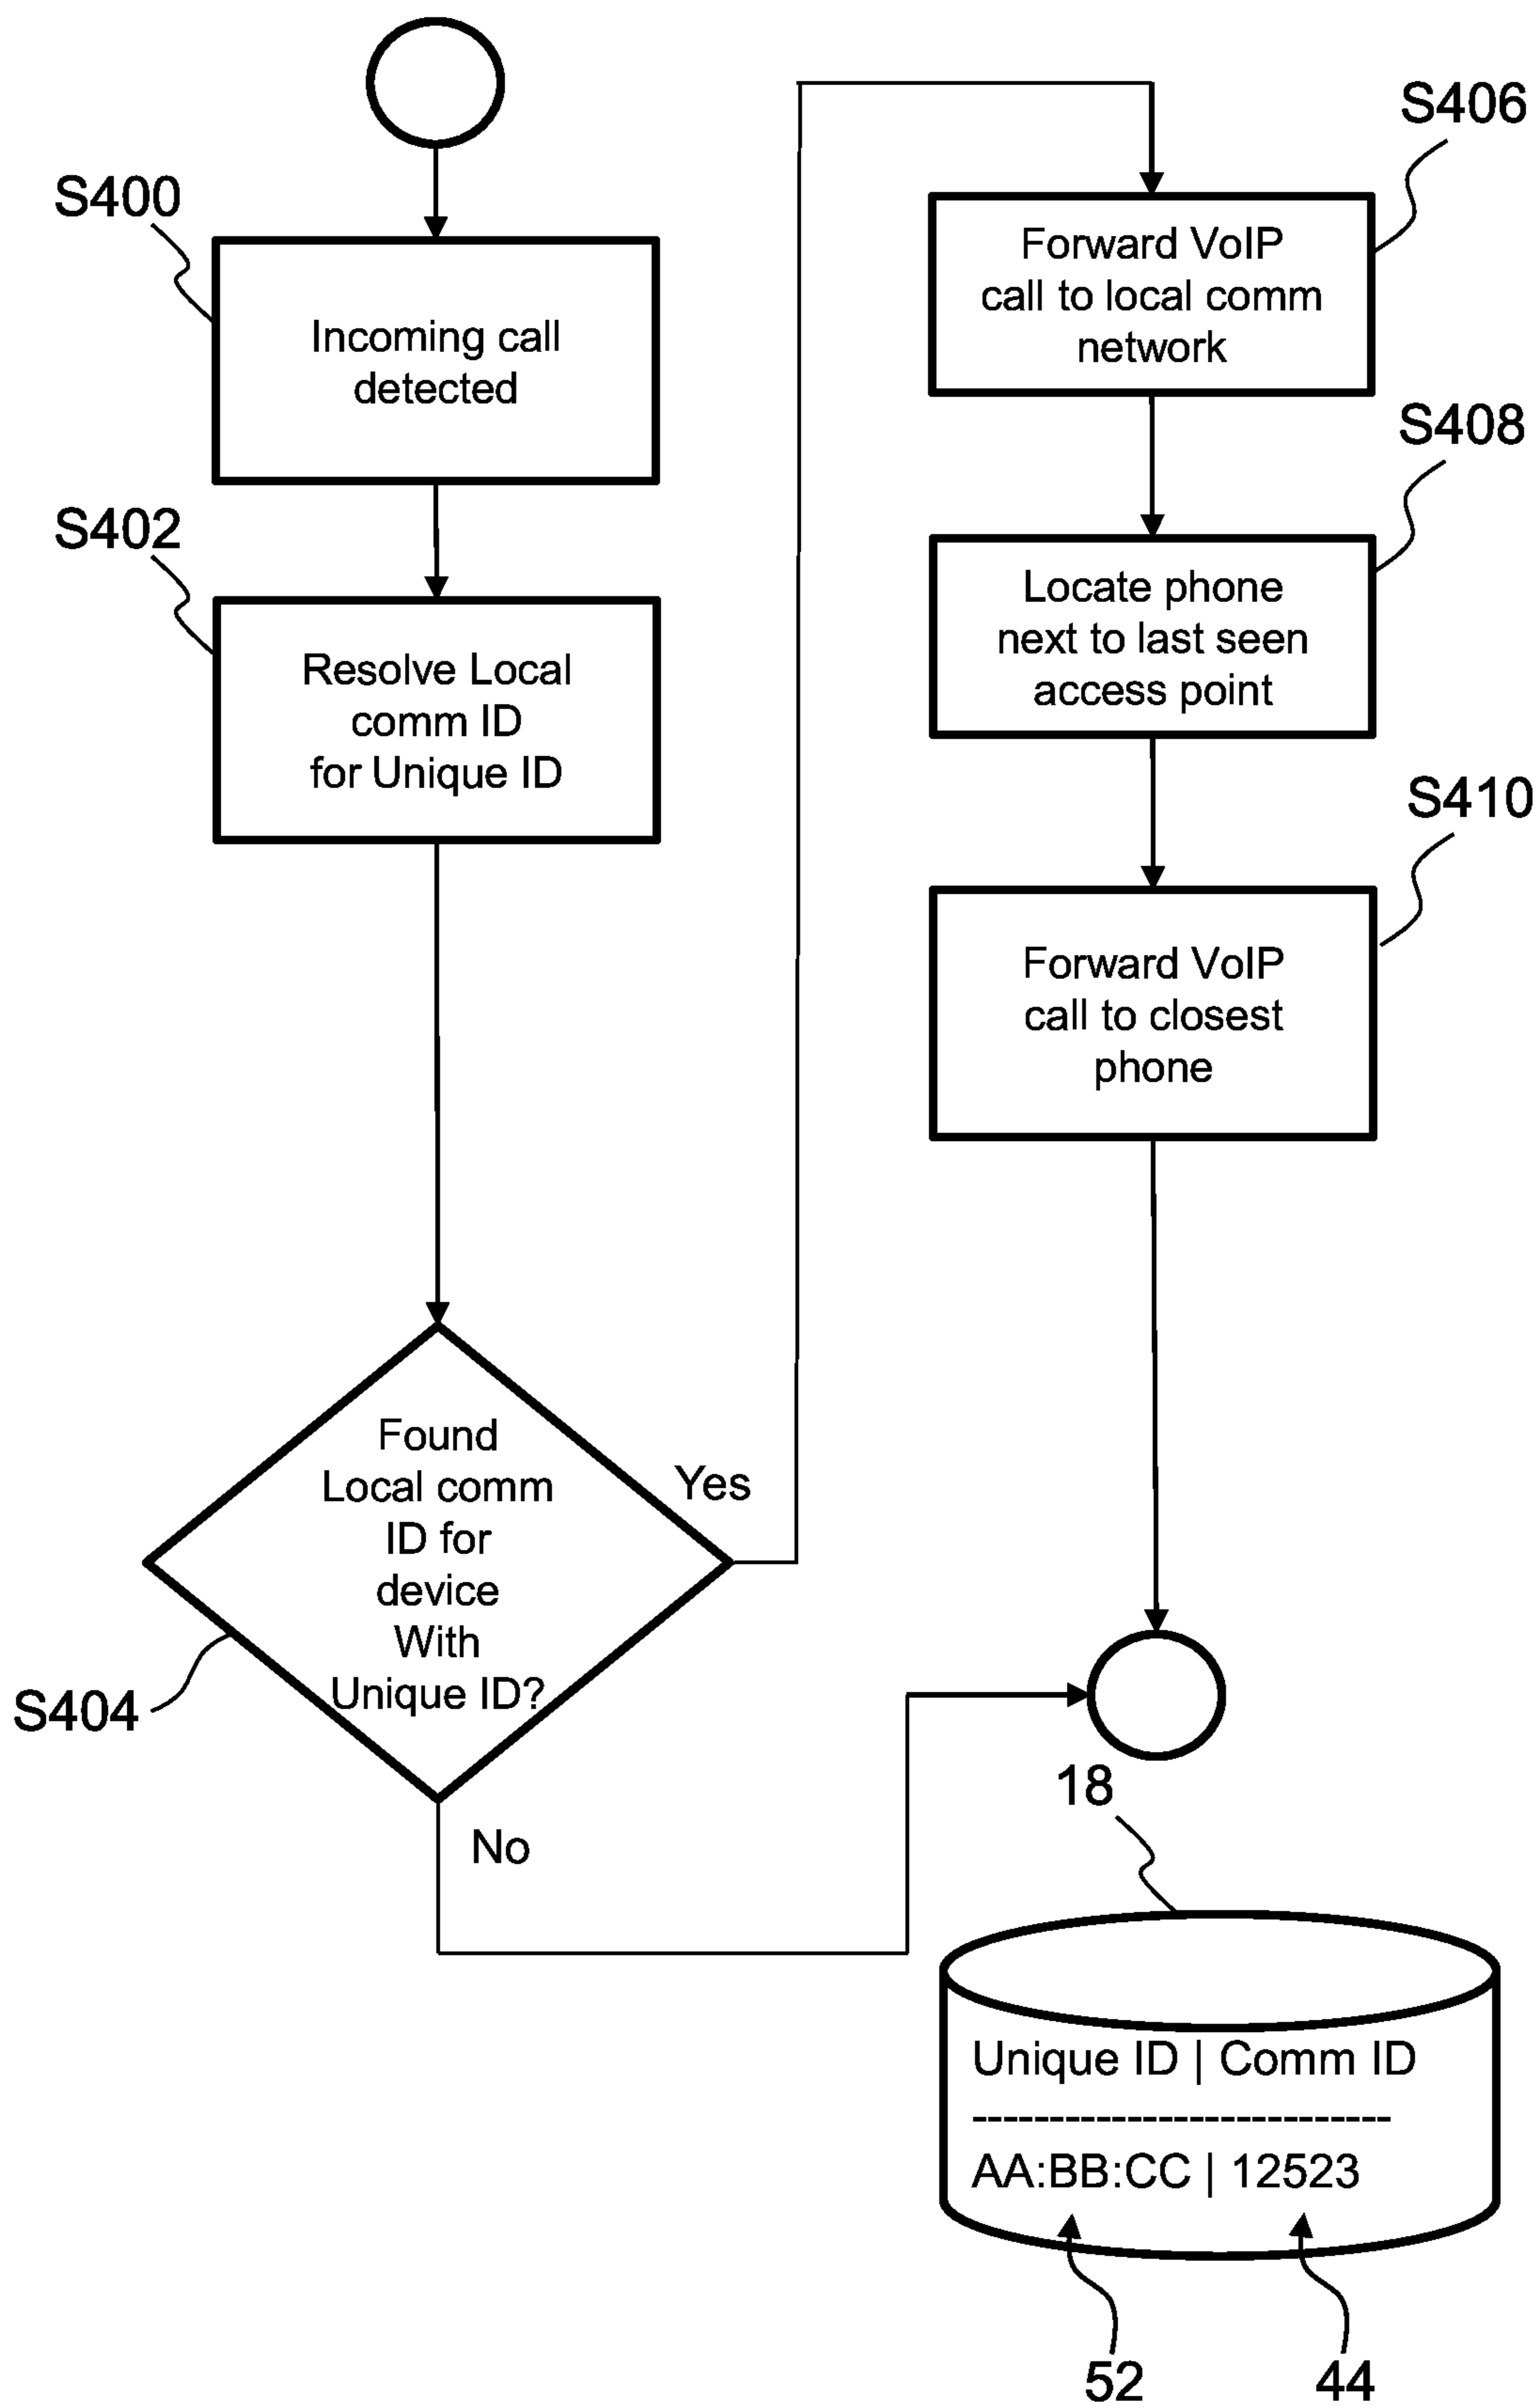 S400
Incoming call
detected
S402
Resolve Local
comm ID
for Unique ID
Found
Local comm
ID for
device
With
Unique ID?
S404
Yes
No
S406
Forward VoIP
call to local comm
network
S408
Locate phone
next to last seen
access point
S410
Forward VoIP
call to closest
phone
18
Unique ID | Comm ID
----------------------------
AA:BB:CC | 12523
52
44